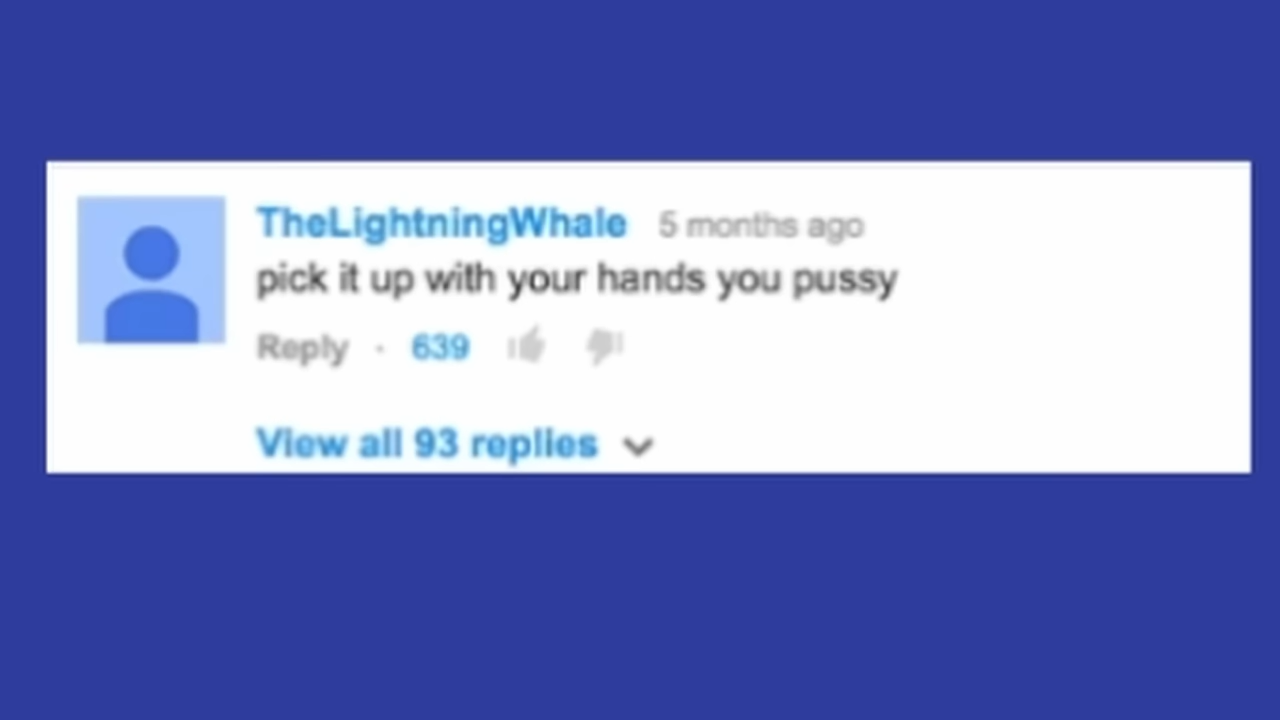 TheLightningWhale 5 months ago
pick it up with your hands you pussy
Reply · 639
View all 93 replies